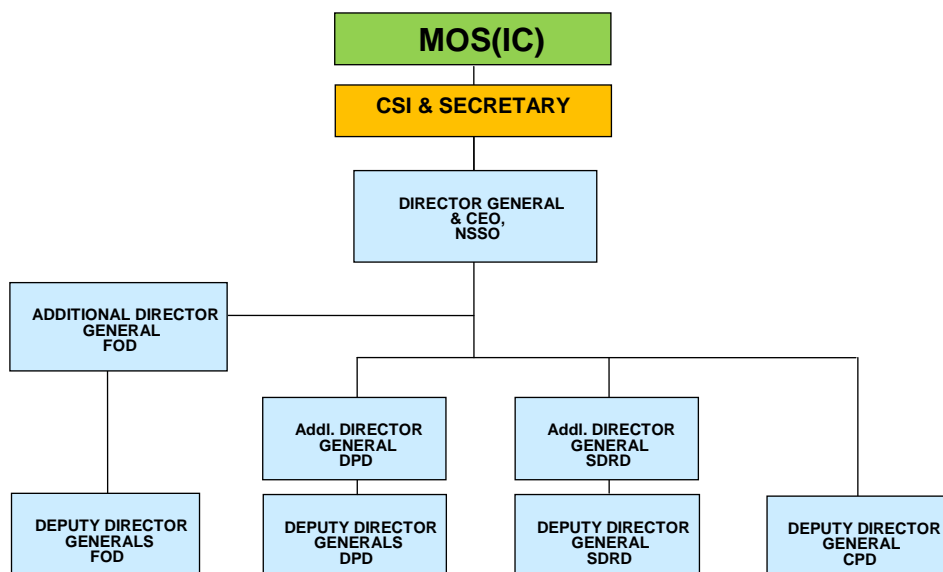 MOS(IC)
CSI & SECRETARY
DIRECTOR GENERAL
& CEO,
NSSO
ADDITIONAL DIRECTOR
GENERAL
FOD
Addl. DIRECTOR
GENERAL
DPD
Addl. DIRECTOR
GENERAL
SDRD
DEPUTY DIRECTOR
GENERALS
FOD
DEPUTY DIRECTOR
GENERALS
DPD
DEPUTY DIRECTOR
GENERAL
SDRD
DEPUTY DIRECTOR
GENERAL
CPD